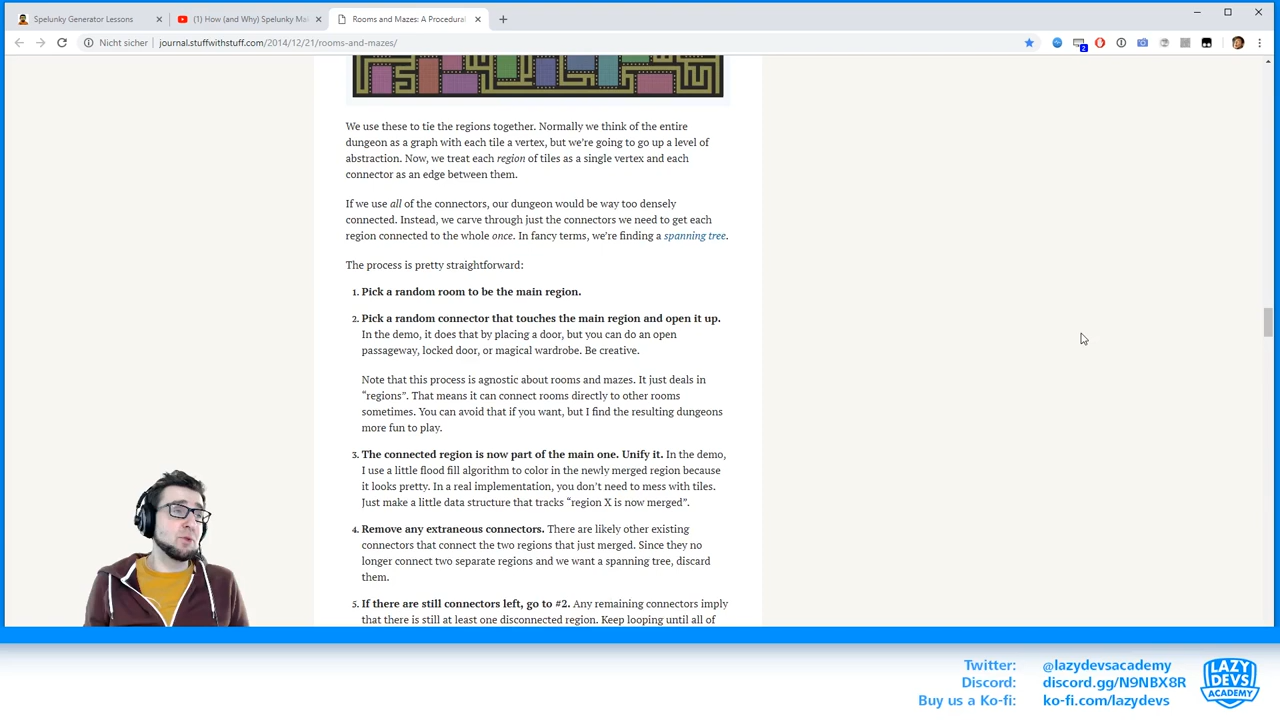 Spelunky Generator Lessons
(1) How (and Why) Spelunky Ma
Rooms and Mazes: A Procedural
Nicht sicher
journal.stuffwithstuff.com/2014/12/21/rooms-and-mazes/
2
We use these to tie the regions together. Normally we think of the entire
dungeon as a graph with each tile a vertex, but we’re going to go up a level of
abstraction. Now, we treat each region of tiles as a single vertex and each
connector as an edge between them.
If we use all of the connectors, our dungeon would be way too densely
connected. Instead, we carve through just the connectors we need to get each
region connected to the whole once. In fancy terms, we’re finding a spanning tree.
The process is pretty straightforward:
1. Pick a random room to be the main region.
2. Pick a random connector that touches the main region and open it up.
In the demo, it does that by placing a door, but you can do an open
passageway, locked door, or magical wardrobe. Be creative.
Note that this process is agnostic about rooms and mazes. It just deals in
“regions”. That means it can connect rooms directly to other rooms
sometimes. You can avoid that if you want, but I find the resulting dungeons
more fun to play.
3. The connected region is now part of the main one. Unify it. In the demo,
I use a little flood fill algorithm to color in the newly merged region because
it looks pretty. In a real implementation, you don’t need to mess with tiles.
Just make a little data structure that tracks “region X is now merged”.
4. Remove any extraneous connectors. There are likely other existing
connectors that connect the two regions that just merged. Since they no
longer connect two separate regions and we want a spanning tree, discard
them.
5. If there are still connectors left, go to #2. Any remaining connectors imply
that there is still at least one disconnected region. Keep looping until all of
Twitter: @lazydevsacademy
Discord: discord.gg/N9NBX8R
Buy us a Ko-fi: ko-fi.com/lazydevs
LAZY
DEVS
ACADEMY